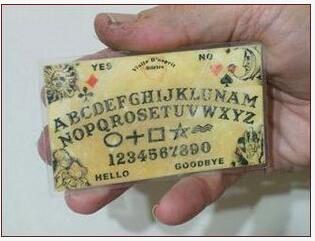 YES NO
ABCDEFGHIJKLUNAM
NOPQROSETUVWXYZ
1234567890
HELLO GOODBYE